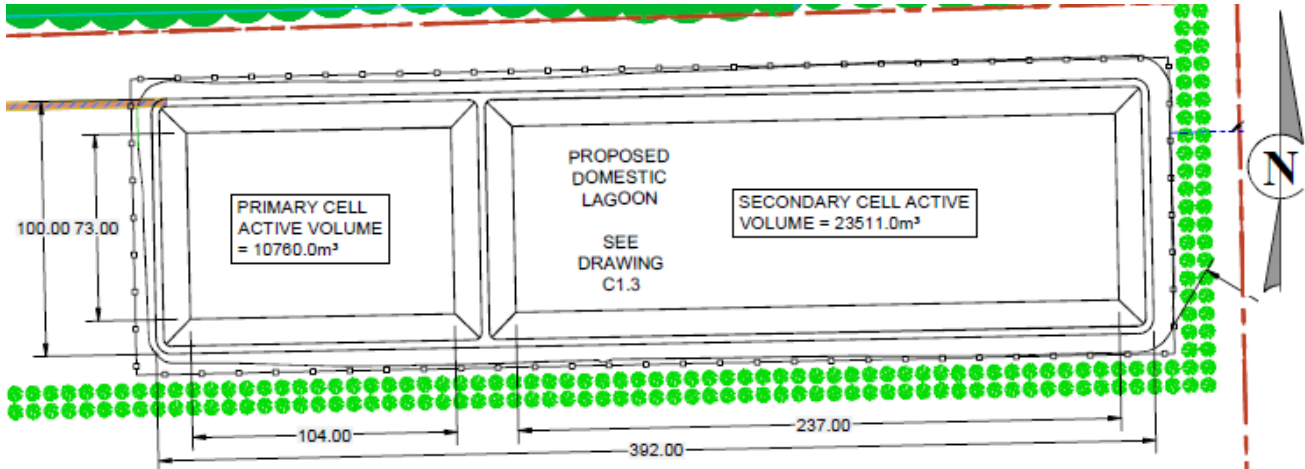 PROPOSED
DOMESTIC
LAGOON
SEE
DRAWING
C1.3
PRIMARY CELL
ACTIVE VOLUME
= 10760.0m³
SECONDARY CELL ACTIVE
VOLUME = 23511.0m³
100.00
73.00
N
104.00
237.00
392.00